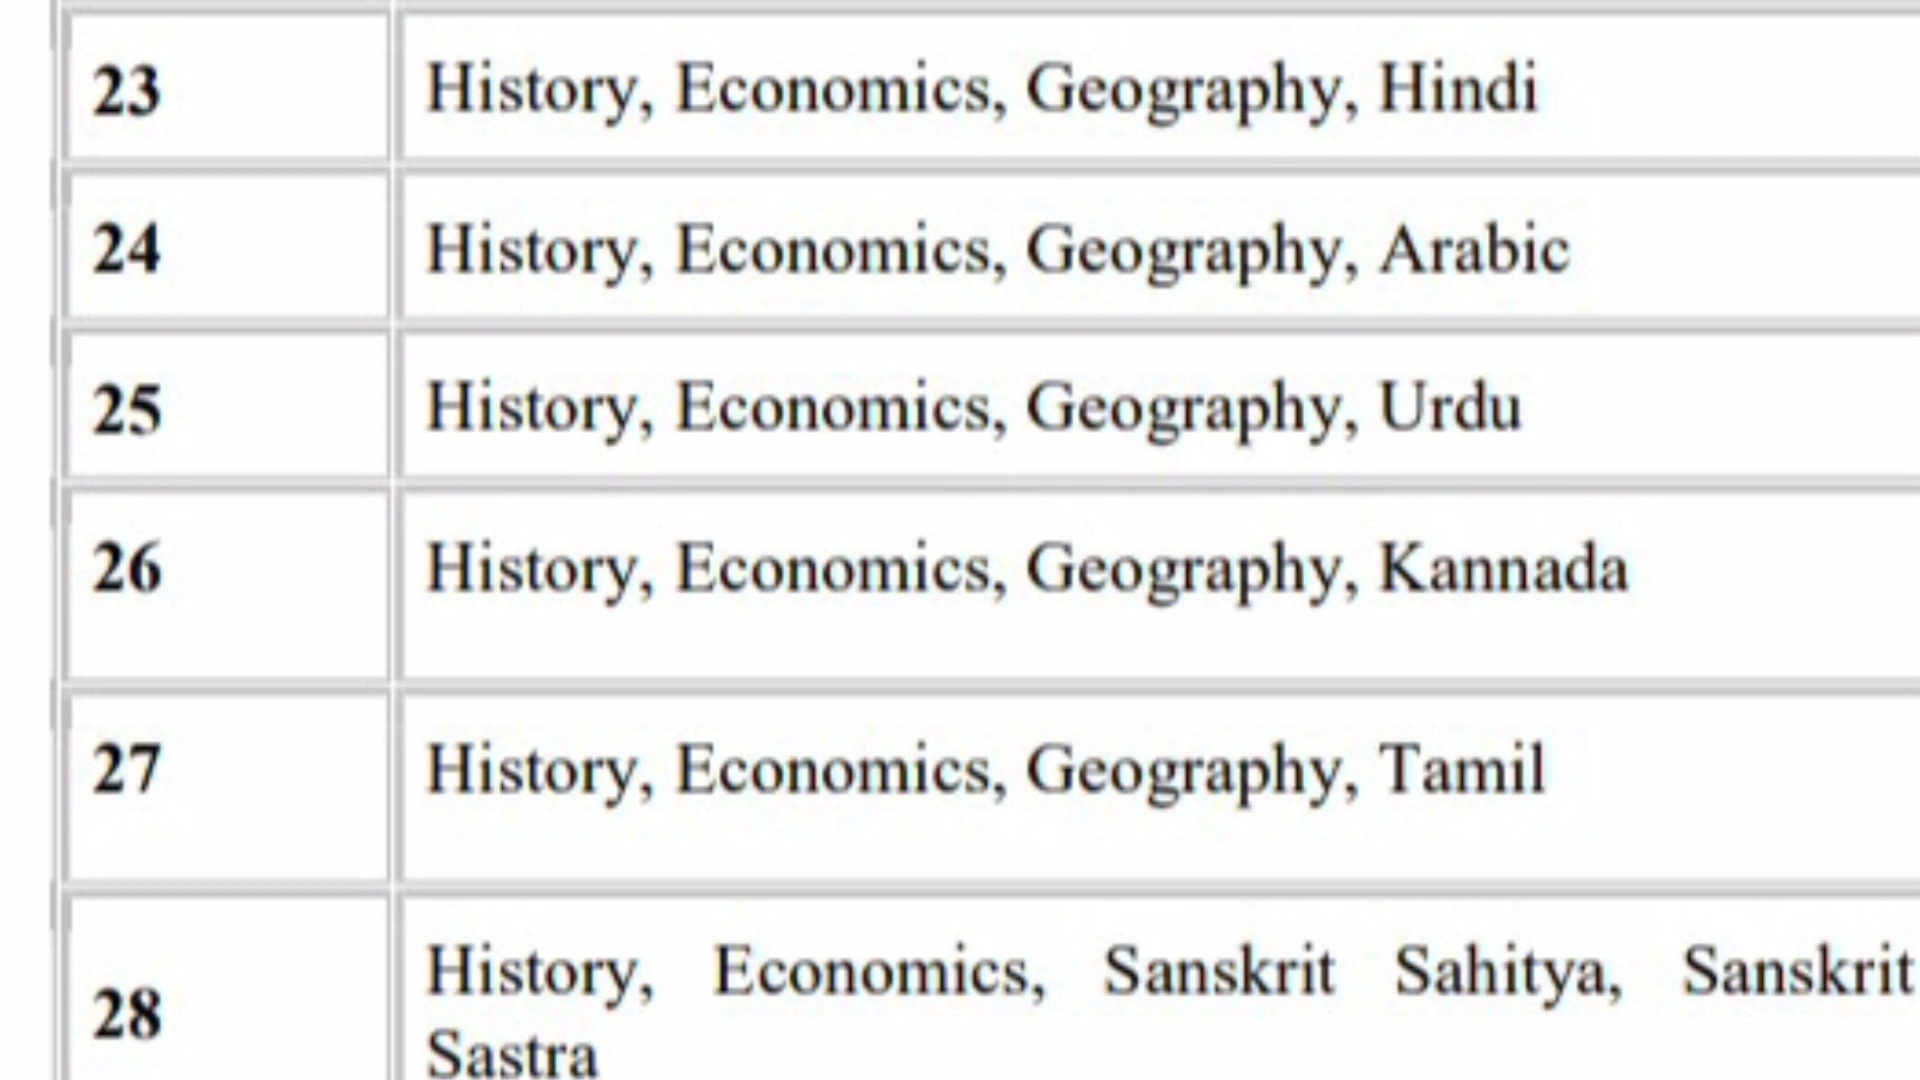 23 History, Economics, Geography, Hindi
24 History, Economics, Geography, Arabic
25 History, Economics, Geography, Urdu
26 History, Economics, Geography, Kannada
27 History, Economics, Geography, Tamil
28 History, Economics, Sanskrit Sahitya, Sanskrit
Sastra